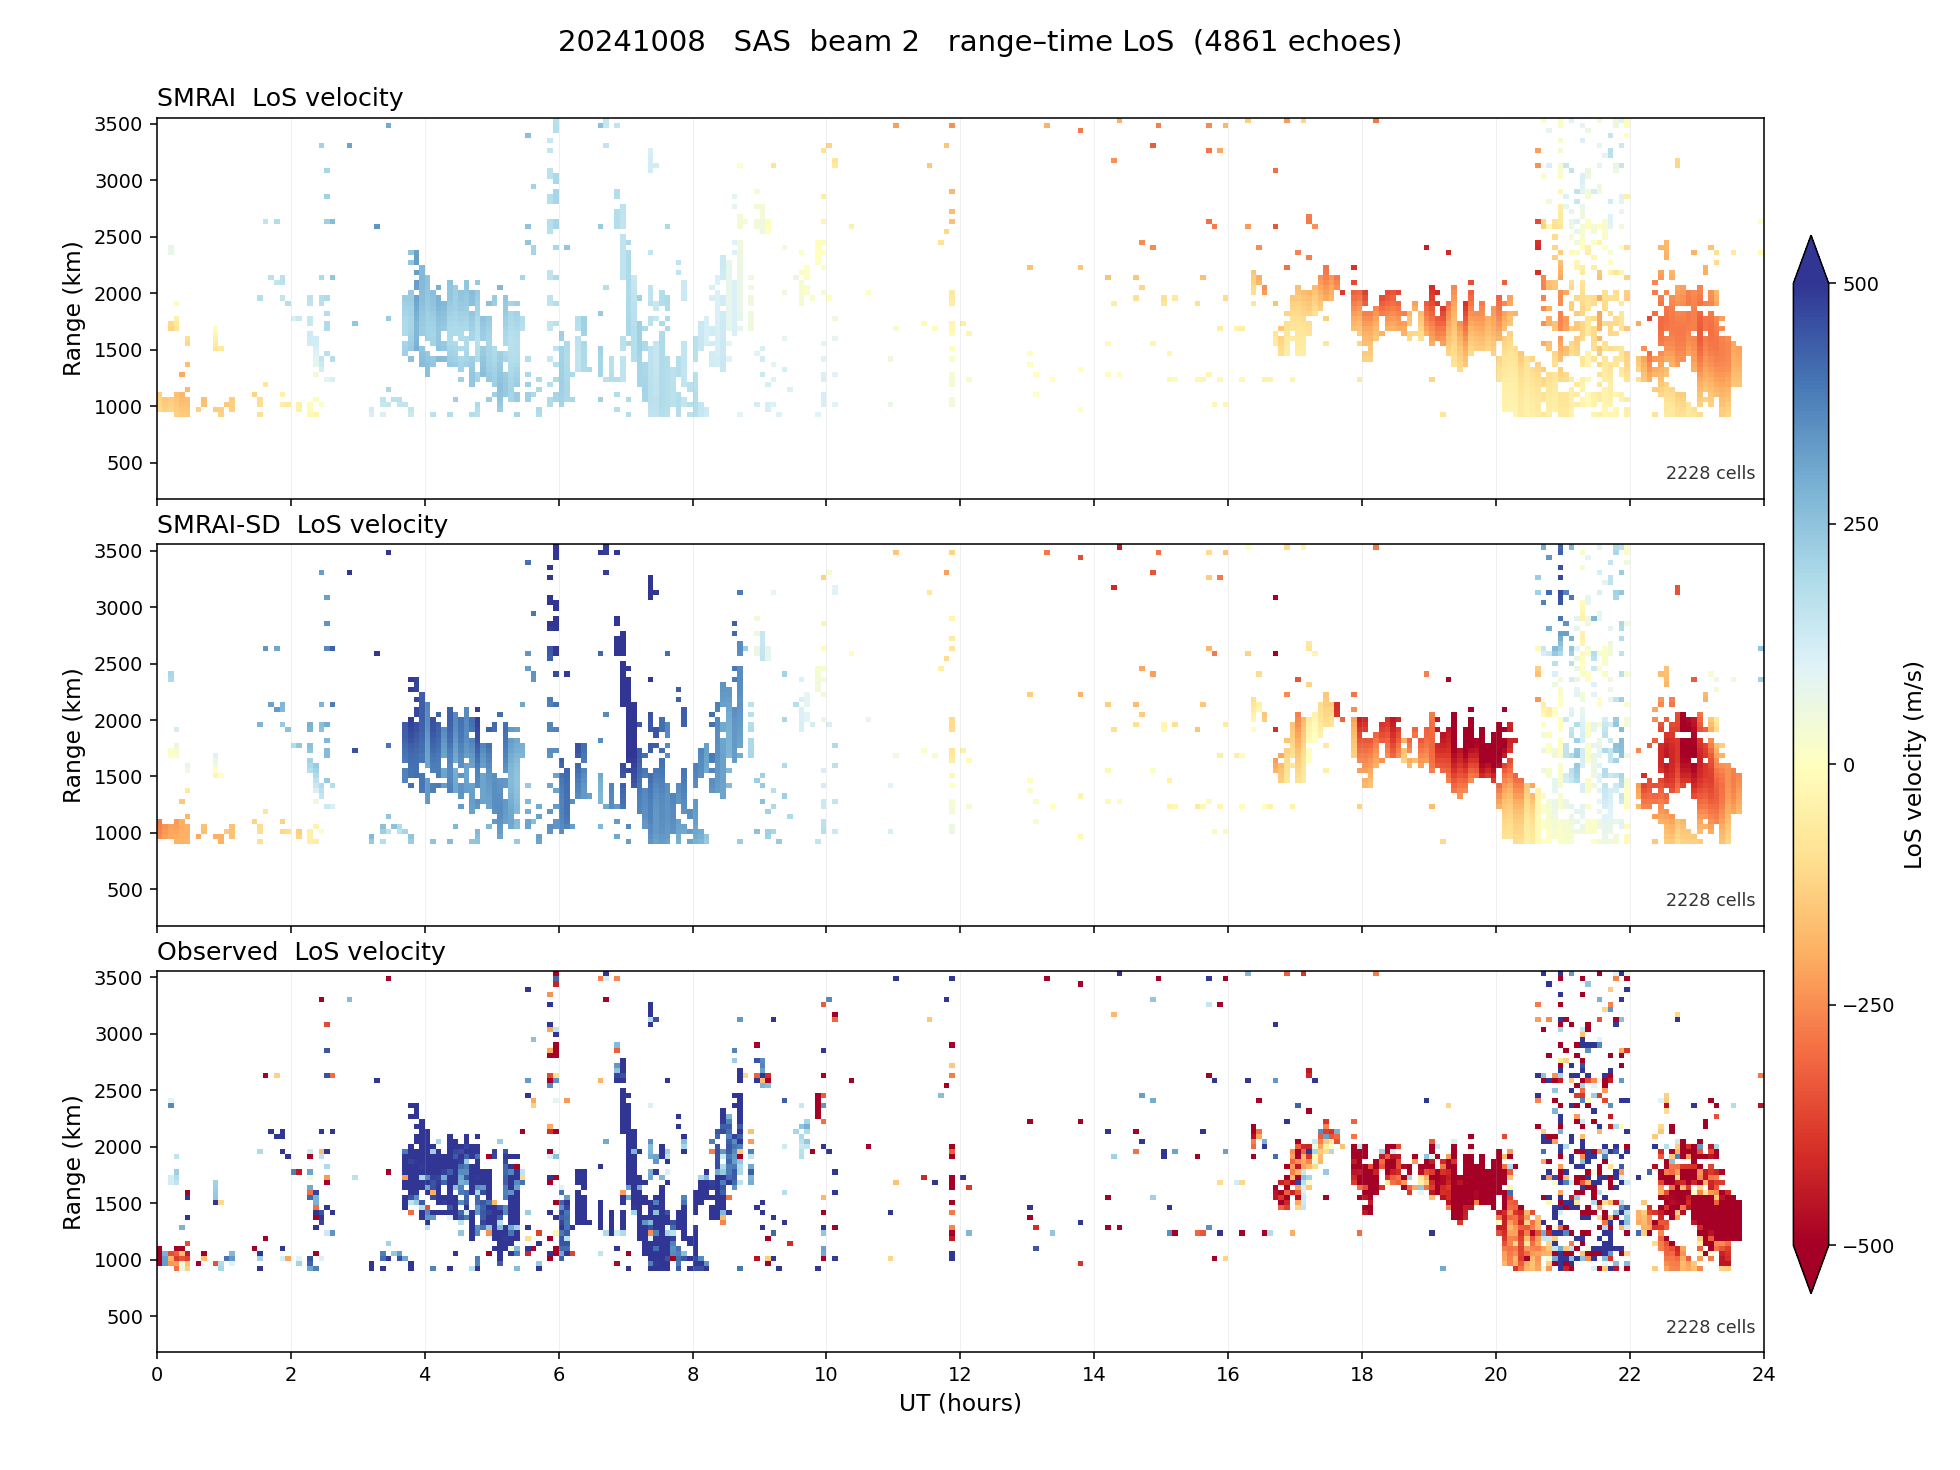 20241008   SAS  beam 2   range–time LoS  (4861 echoes)
SMRAI  LoS velocity
3500
3000
2500
2000
1500
1000
500
Range (km)
2228 cells
SMRAI-SD  LoS velocity
3500
3000
2500
2000
1500
1000
500
Range (km)
2228 cells
Observed  LoS velocity
3500
3000
2500
2000
1500
1000
500
Range (km)
2228 cells
0 2 4 6 8 10 12 14 16 18 20 22 24
UT (hours)
500
250
0
−250
−500
LoS velocity (m/s)